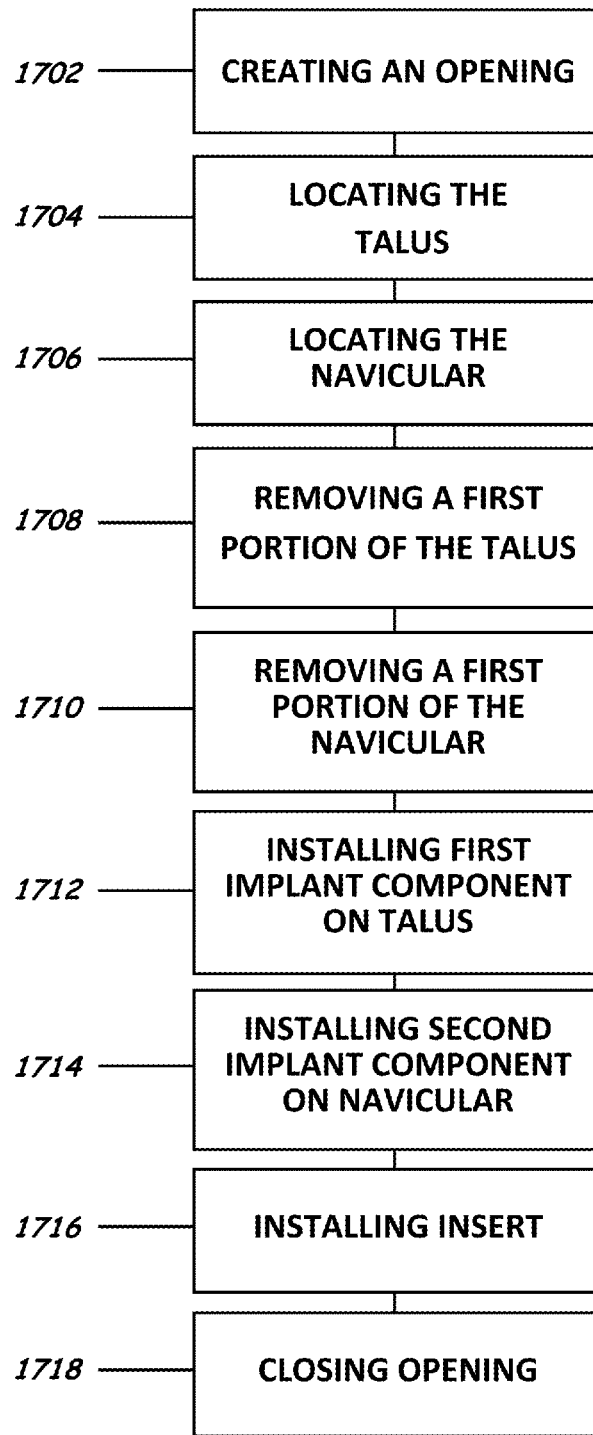 1702
CREATING AN OPENING
1704
LOCATING THE
TALUS
1706
LOCATING THE
NAVICULAR
1708
REMOVING A FIRST
PORTION OF THE TALUS
1710
REMOVING A FIRST
PORTION OF THE
NAVICULAR
1712
INSTALLING FIRST
IMPLANT COMPONENT
ON TALUS
1714
INSTALLING SECOND
IMPLANT COMPONENT
ON NAVICULAR
1716
INSTALLING INSERT
1718
CLOSING OPENING